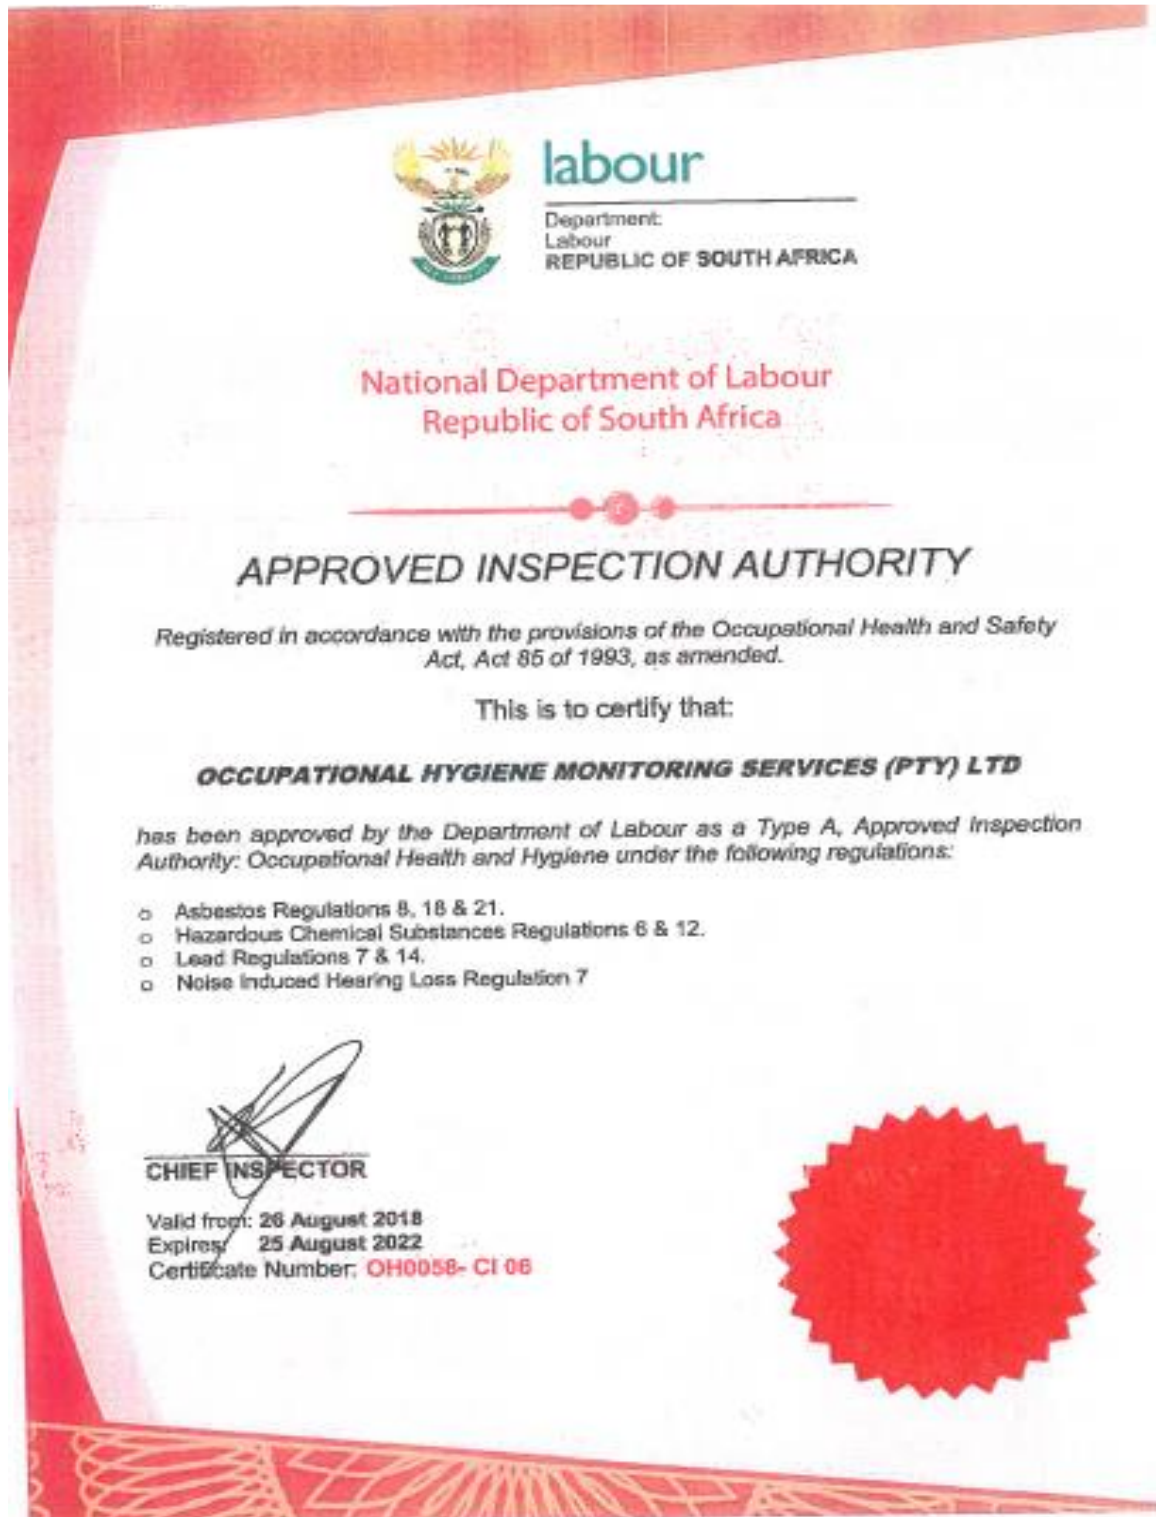 labour
Department:
Labour
REPUBLIC OF SOUTH AFRICA
National Department of Labour
Republic of South Africa
APPROVED INSPECTION AUTHORITY
Registered in accordance with the provisions of the Occupational Health and Safety
Act, Act 85 of 1993, as amended.
This is to certify that:
OCCUPATIONAL HYGIENE MONITORING SERVICES (PTY) LTD
has been approved by the Department of Labour as a Type A, Approved Inspection
Authority: Occupational Health and Hygiene under the following regulations:
o Asbestos Regulations 8, 18 & 21.
o Hazardous Chemical Substances Regulations 6 & 12.
o Lead Regulations 7 & 14.
o Noise Induced Hearing Loss Regulation 7
CHIEF INSPECTOR
Valid from: 26 August 2018
Expires: 25 August 2022
Certificate Number: OH0058- CI 06